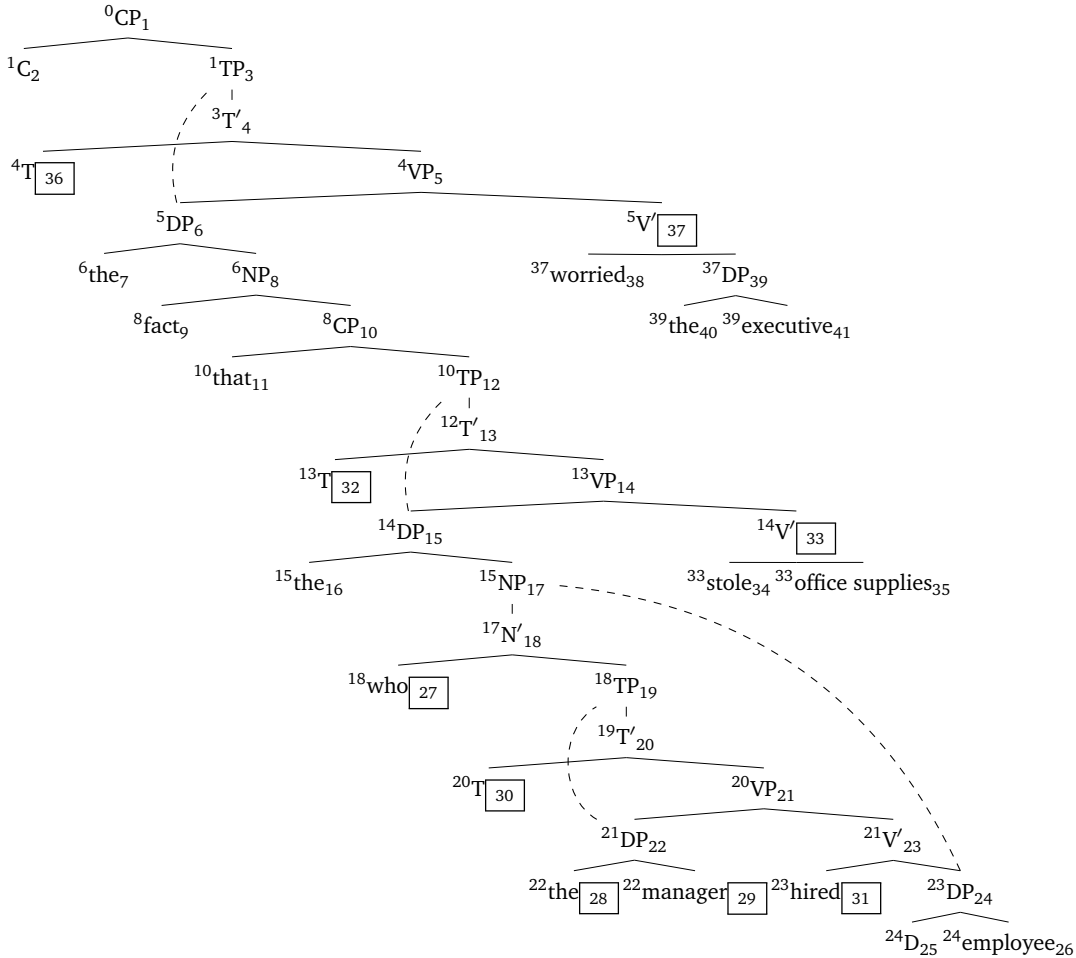 ⁰CP₁
¹C₂ ¹TP₃
³T′₄
⁴T 36 ⁴VP₅
⁵DP₆ ⁵V′ 37
⁶the₇ ⁶NP₈ ³⁷worried₃₈ ³⁷DP₃₉
⁸fact₉ ⁸CP₁₀ ³⁹the₄₀ ³⁹executive₄₁
¹⁰that₁₁ ¹⁰TP₁₂
¹²T′₁₃
¹³T 32 ¹³VP₁₄
¹⁴DP₁₅ ¹⁴V′ 33
¹⁵the₁₆ ¹⁵NP₁₇ ³³stole₃₄ ³³office supplies₃₅
¹⁷N′₁₈
¹⁸who 27 ¹⁸TP₁₉
¹⁹T′₂₀
²⁰T 30 ²⁰VP₂₁
²¹DP₂₂ ²¹V′₂₃
²²the 28 ²²manager 29 ²³hired 31 ²³DP₂₄
²⁴D₂₅ ²⁴employee₂₆